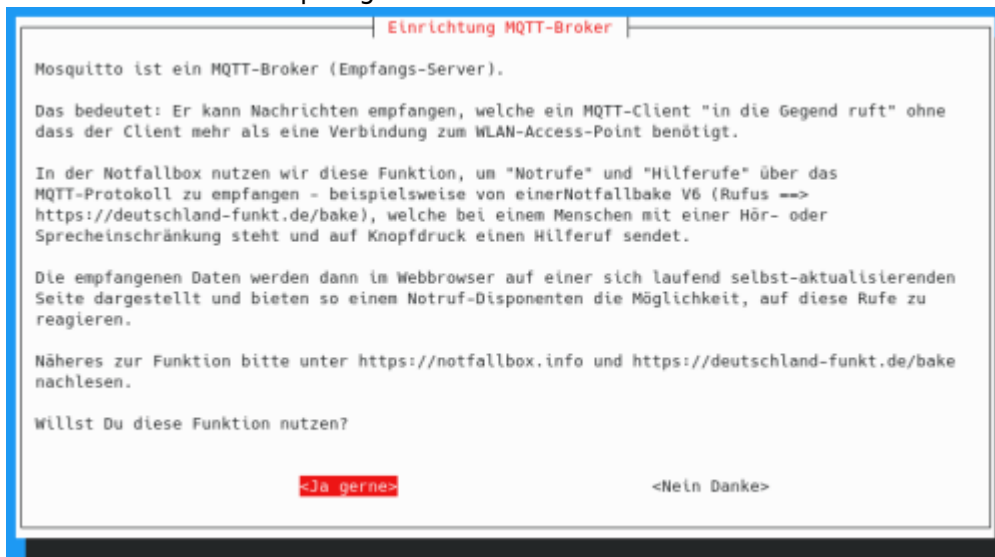 Einrichtung MQTT-Broker
Mosquitto ist ein MQTT-Broker (Empfangs-Server).
Das bedeutet: Er kann Nachrichten empfangen, welche ein MQTT-Client "in die Gegend ruft" ohne
dass der Client mehr als eine Verbindung zum WLAN-Access-Point benötigt.
In der Notfallbox nutzen wir diese Funktion, um "Notrufe" und "Hilferufe" über das
MQTT-Protokoll zu empfangen - beispielsweise von einerNotfallbake V6 (Rufus ==>
https://deutschland-funkt.de/bake), welche bei einem Menschen mit einer Hör- oder
Sprecheinschränkung steht und auf Knopfdruck einen Hilferuf sendet.
Die empfangenen Daten werden dann im Webbrowser auf einer sich laufend selbst-aktualisierenden
Seite dargestellt und bieten so einem Notruf-Disponenten die Möglichkeit, auf diese Rufe zu
reagieren.
Näheres zur Funktion bitte unter https://notfallbox.info und https://deutschland-funkt.de/bake
nachlesen.
Willst Du diese Funktion nutzen?
<Ja gerne> <Nein Danke>